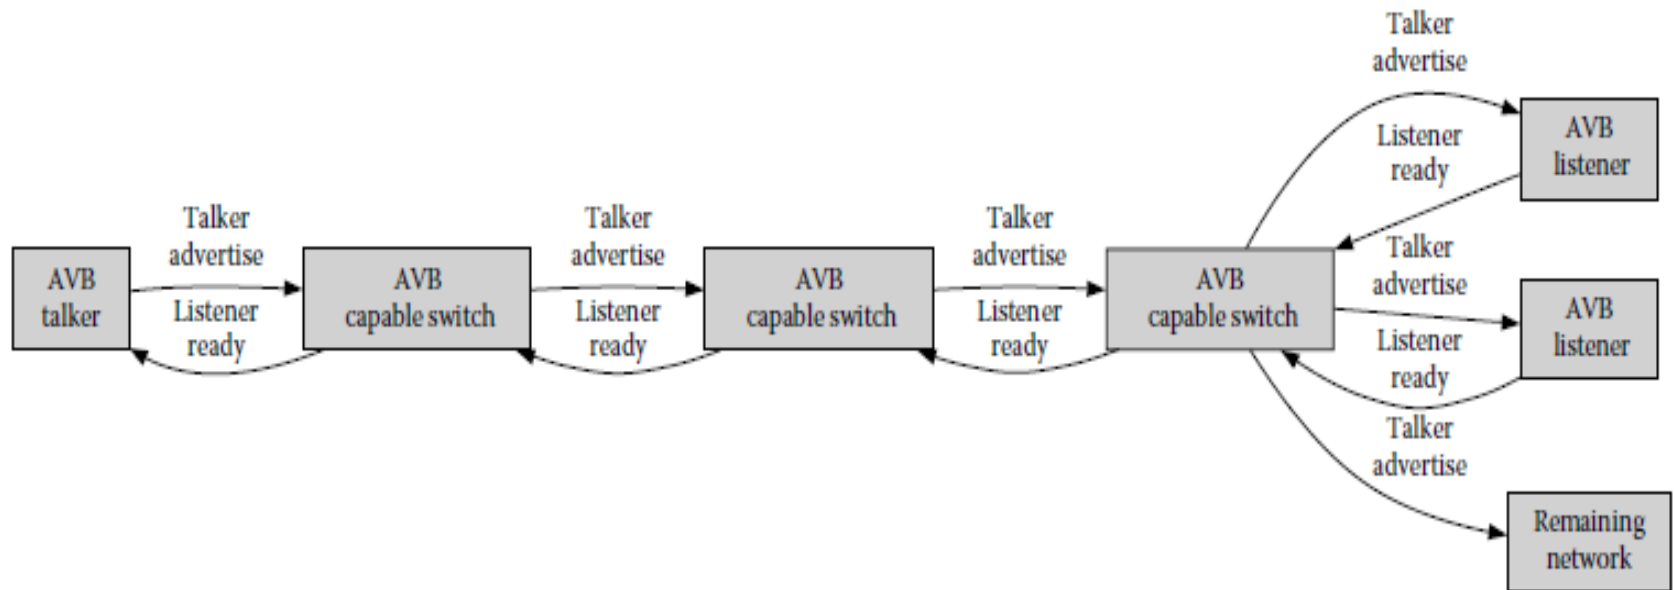 Talker
advertise
AVB
listener
Listener
ready
Talker
advertise
Talker
advertise
Talker
advertise
Talker
advertise
AVB
talker
AVB
capable switch
AVB
capable switch
AVB
capable switch
AVB
listener
Listener
ready
Listener
ready
Listener
ready
Listener
ready
Talker
advertise
Remaining
network